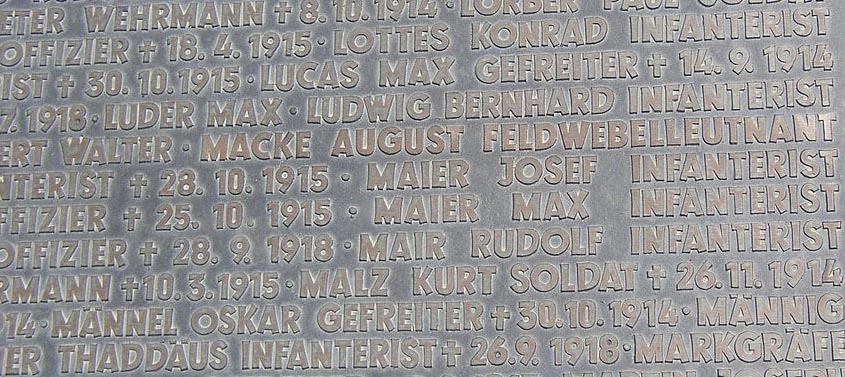 WEHRMANN ✝ 8.10.1914 · LORBER PAUL SOLDAT
OFFIZIER ✝ 18.4.1915 · LOTTES KONRAD INFANTERIST
IST ✝ 30.10.1915 · LUCAS MAX GEFREITER ✝ 14.9.1914
7.1918 · LUDER MAX · LUDWIG BERNHARD INFANTERIST
ERT WALTER · MACKE AUGUST FELDWEBELLEUTNANT
NTERIST ✝ 28.10.1915 · MAIER JOSEF INFANTERIST
FFIZIER ✝ 25.10.1915 · MAIER MAX INFANTERIST
OFFIZIER ✝ 28.9.1918 · MAIR RUDOLF INFANTERIST
RMANN ✝ 10.3.1915 · MALZ KURT SOLDAT ✝ 26.11.1914
914 · MÄNNEL OSKAR GEFREITER ✝ 30.10.1914 · MÄNNIG
ER THADDÄUS INFANTERIST ✝ 26.9.1918 · MARKGRÄFE